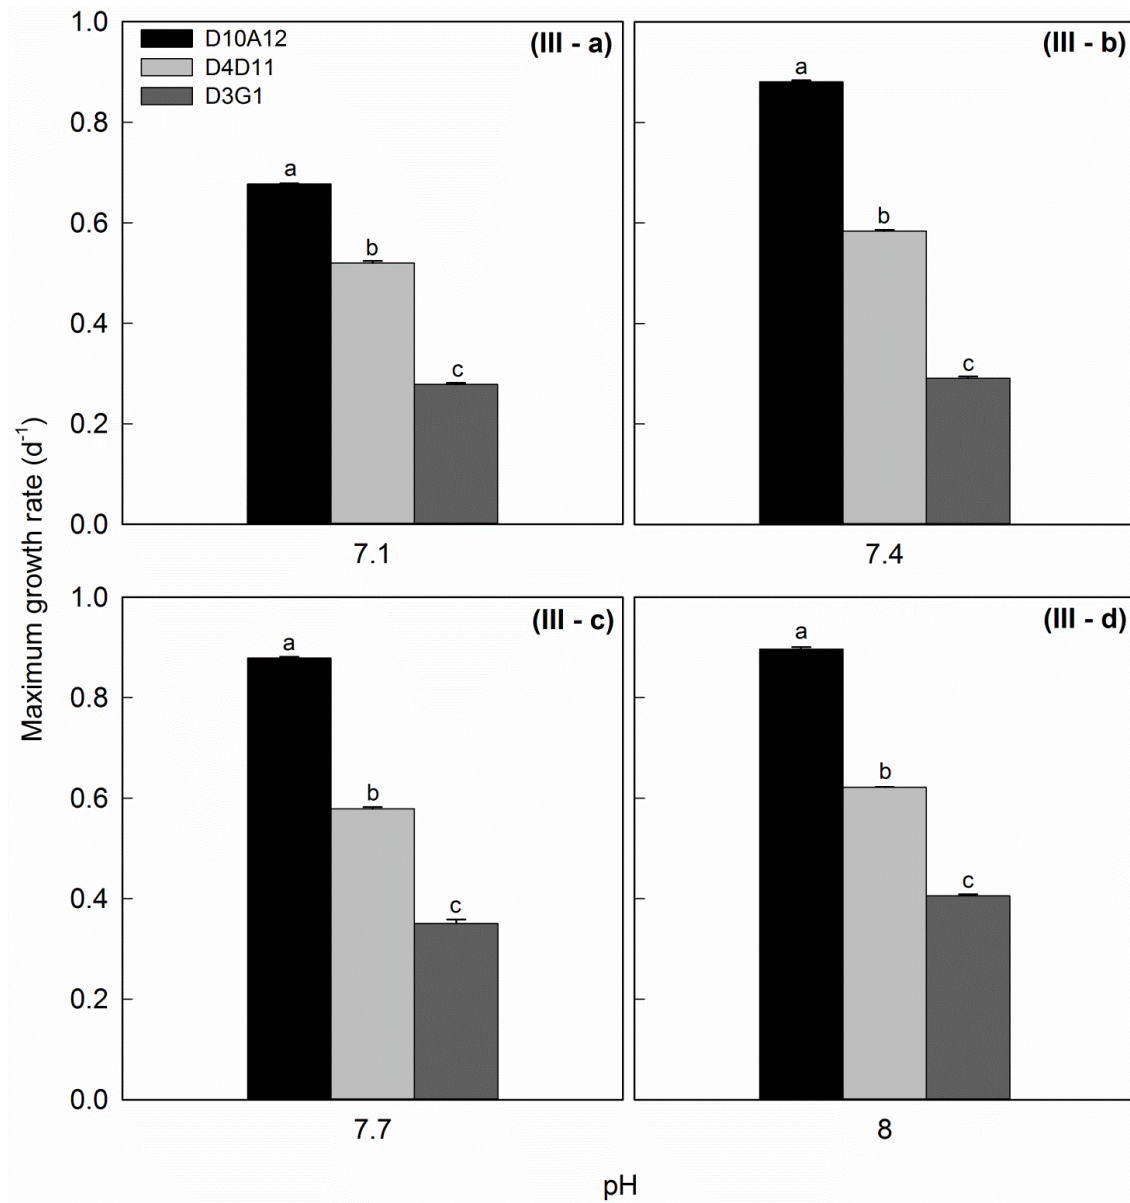 Maximum growth rate (d⁻¹)
1.0
0.8
0.6
0.4
0.2
0.0
D10A12
D4D11
D3G1
(III - a)
a
b
c
7.1
(III - b)
a
b
c
7.4
1.0
0.8
0.6
0.4
0.2
0.0
(III - c)
a
b
c
7.7
(III - d)
a
b
c
8
pH